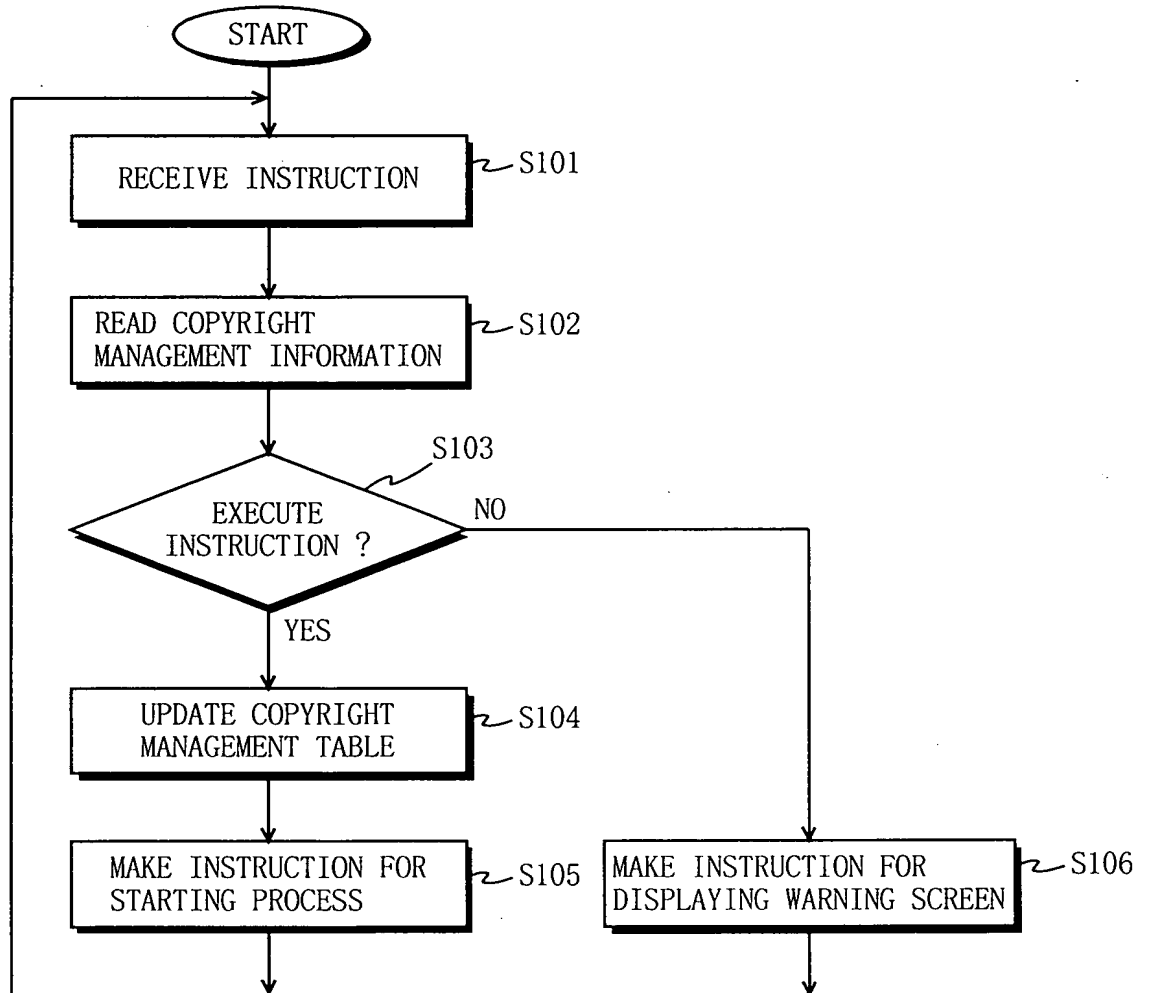 START
RECEIVE INSTRUCTION
S101
READ COPYRIGHT
MANAGEMENT INFORMATION
S102
S103
EXECUTE
INSTRUCTION ?
NO
YES
UPDATE COPYRIGHT
MANAGEMENT TABLE
S104
MAKE INSTRUCTION FOR
STARTING PROCESS
S105
MAKE INSTRUCTION FOR
DISPLAYING WARNING SCREEN
S106